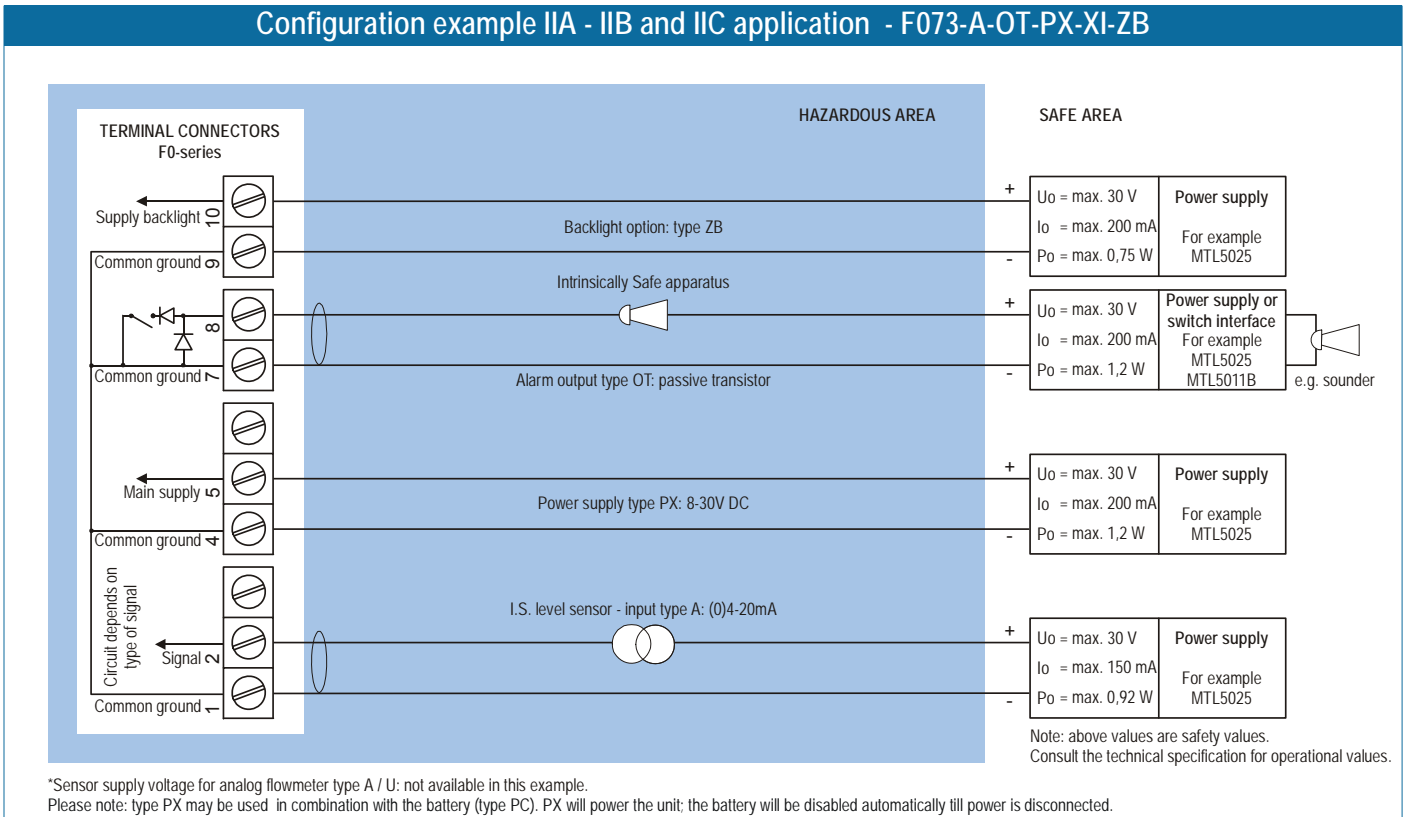 Configuration example IIA - IIB and IIC application - F073-A-OT-PX-XI-ZB
HAZARDOUS AREA
SAFE AREA
TERMINAL CONNECTORS
F0-series
Supply backlight 10
Backlight option: type ZB
Common ground 9
+
-
Uo = max. 30 V
Io = max. 200 mA
Po = max. 0,75 W
Power supply
For example
MTL5025
Intrinsically Safe apparatus
8
Common ground 7
Alarm output type OT: passive transistor
+
-
Uo = max. 30 V
Io = max. 200 mA
Po = max. 1,2 W
Power supply or
switch interface
For example
MTL5025
MTL5011B
e.g. sounder
Main supply 5
Power supply type PX: 8-30V DC
Common ground 4
+
-
Uo = max. 30 V
Io = max. 200 mA
Po = max. 1,2 W
Power supply
For example
MTL5025
Circuit depends on
type of signal
I.S. level sensor - input type A: (0)4-20mA
Signal 2
Common ground 1
+
-
Uo = max. 30 V
Io = max. 150 mA
Po = max. 0,92 W
Power supply
For example
MTL5025
Note: above values are safety values.
Consult the technical specification for operational values.
*Sensor supply voltage for analog flowmeter type A / U: not available in this example.
Please note: type PX may be used in combination with the battery (type PC). PX will power the unit; the battery will be disabled automatically till power is disconnected.